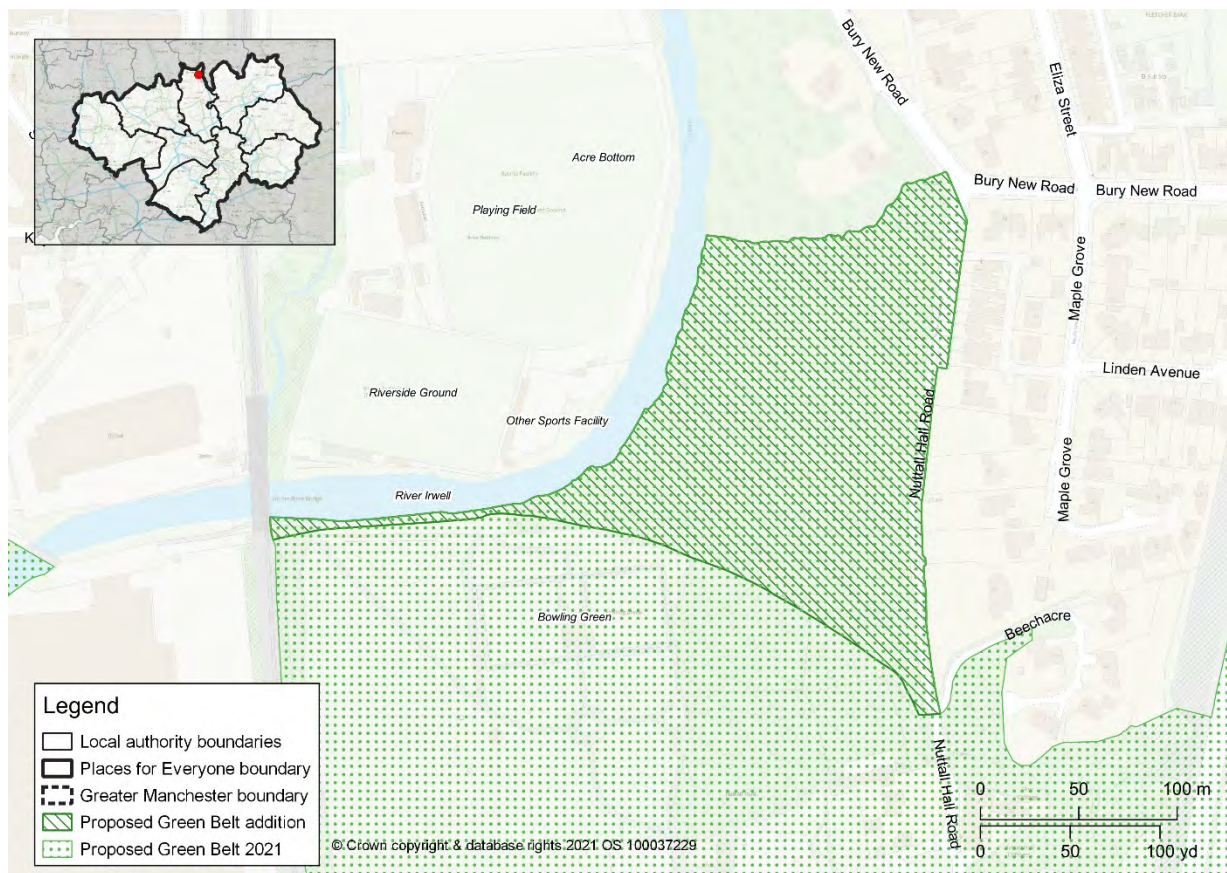 Bury New Road
Eliza Street
Acre Bottom
Playing Field
Bury New Road
Bury New Road
Maple Grove
Linden Avenue
Riverside Ground
Nuttall Hall Road
Other Sports Facility
River Irwell
Maple Grove
Bowling Green
Beechacre
Nuttall Hall Road
Legend
Local authority boundaries
Places for Everyone boundary
Greater Manchester boundary
Proposed Green Belt addition
Proposed Green Belt 2021
© Crown copyright & database rights 2021 OS 100037229
0 50 100 m
0 50 100 yd